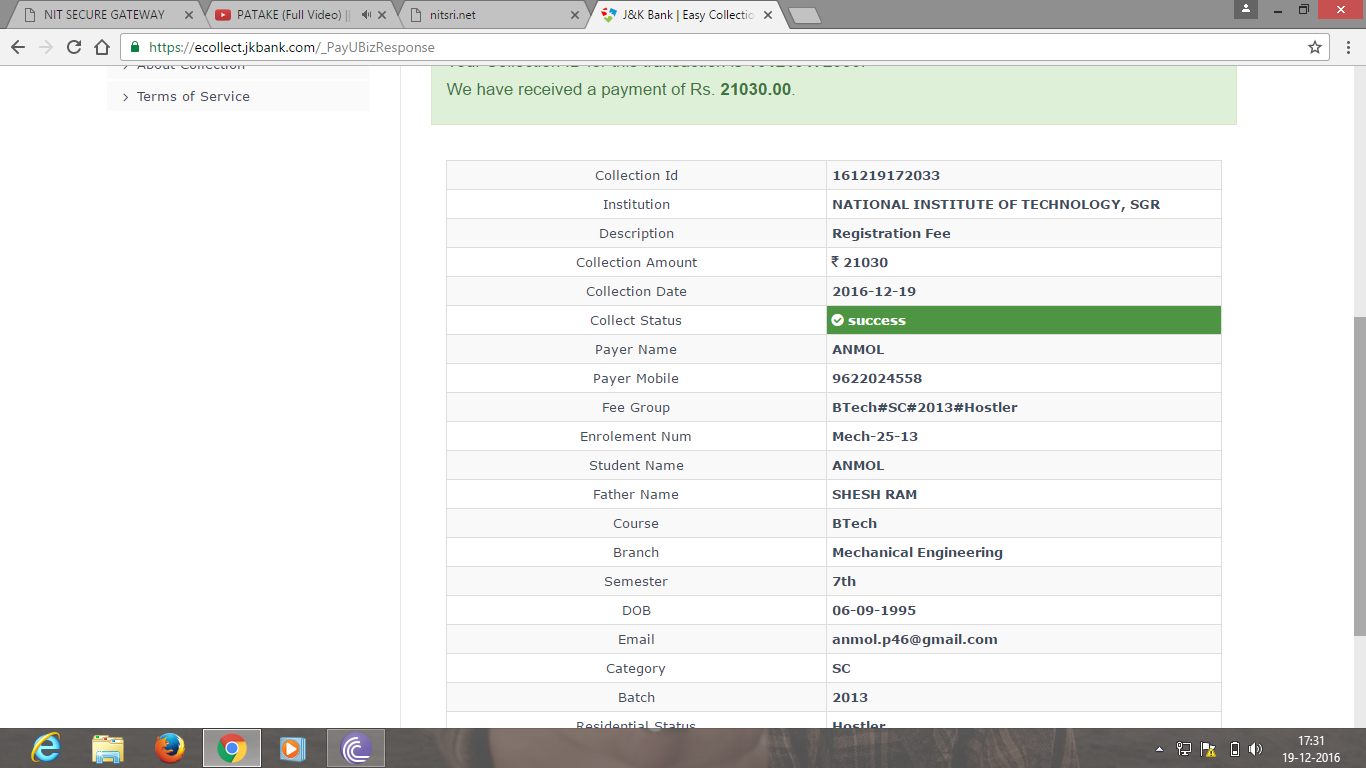 NIT SECURE GATEWAY
PATAKE (Full Video) ||
nitsri.net
J&K Bank | Easy Collectio
https://ecollect.jkbank.com/_PayUBizResponse
About Collection
Terms of Service
Your Collection ID for this transaction is
We have received a payment of Rs. 21030.00.
Collection Id 161219172033
Institution NATIONAL INSTITUTE OF TECHNOLOGY, SGR
Description Registration Fee
Collection Amount ₹ 21030
Collection Date 2016-12-19
Collect Status success
Payer Name ANMOL
Payer Mobile 9622024558
Fee Group BTech#SC#2013#Hostler
Enrolement Num Mech-25-13
Student Name ANMOL
Father Name SHESH RAM
Course BTech
Branch Mechanical Engineering
Semester 7th
DOB 06-09-1995
Email anmol.p46@gmail.com
Category SC
Batch 2013
Residential Status Hostler
17:31
19-12-2016